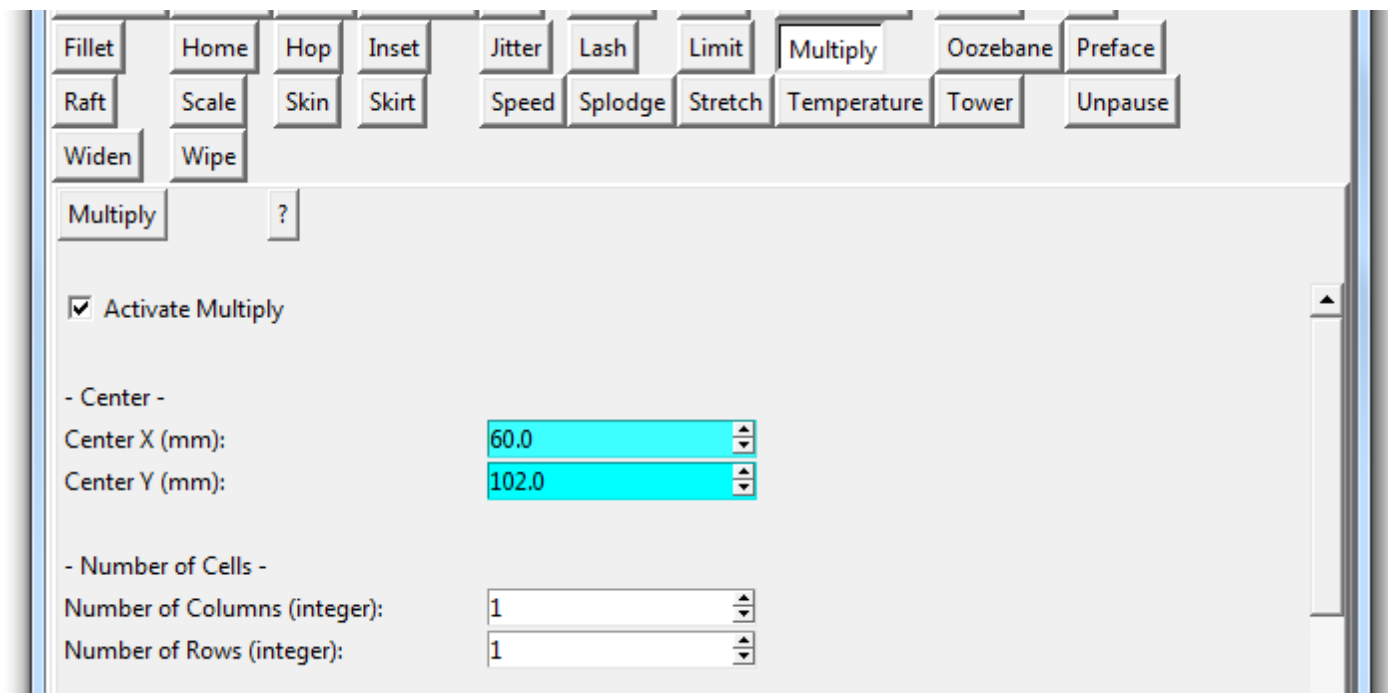 Fillet Home Hop Inset Jitter Lash Limit Multiply Oozebane Preface
Raft Scale Skin Skirt Speed Splodge Stretch Temperature Tower Unpause
Widen Wipe
Multiply ?
Activate Multiply
- Center -
Center X (mm): 60.0
Center Y (mm): 102.0
- Number of Cells -
Number of Columns (integer): 1
Number of Rows (integer): 1